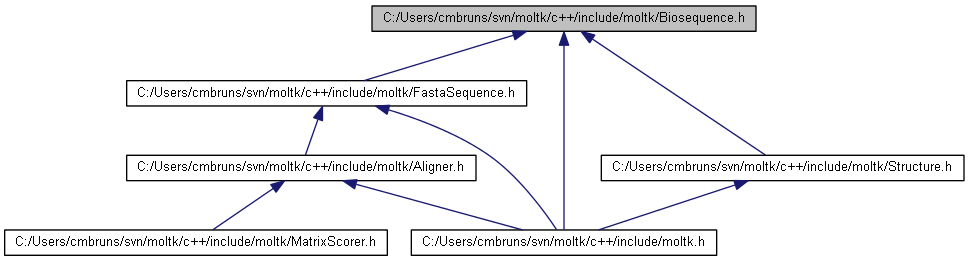 C:/Users/cmbruns/svn/moltk/c++/include/moltk/Biosequence.h
C:/Users/cmbruns/svn/moltk/c++/include/moltk/FastaSequence.h
C:/Users/cmbruns/svn/moltk/c++/include/moltk/Aligner.h
C:/Users/cmbruns/svn/moltk/c++/include/moltk/Structure.h
C:/Users/cmbruns/svn/moltk/c++/include/moltk/MatrixScorer.h
C:/Users/cmbruns/svn/moltk/c++/include/moltk.h